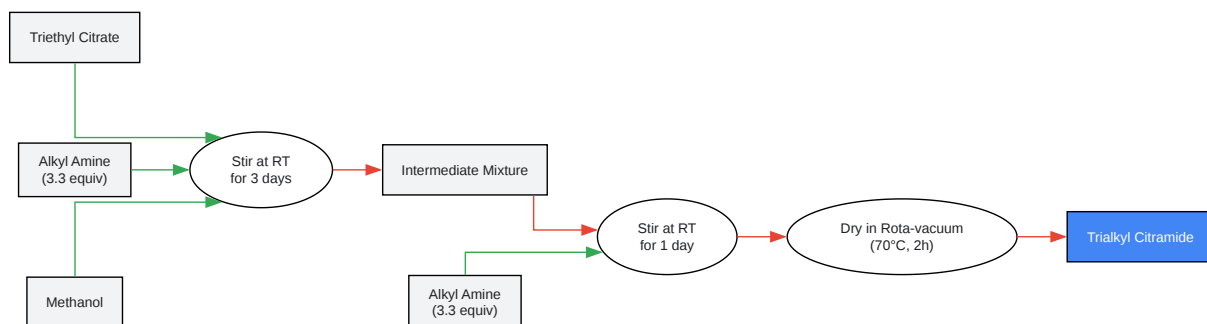 Triethyl Citrate
Alkyl Amine
(3.3 equiv)
Methanol
Stir at RT
for 3 days
Intermediate Mixture
Alkyl Amine
(3.3 equiv)
Stir at RT
for 1 day
Dry in Rota-vacuum
(70°C, 2h)
Trialkyl Citramide